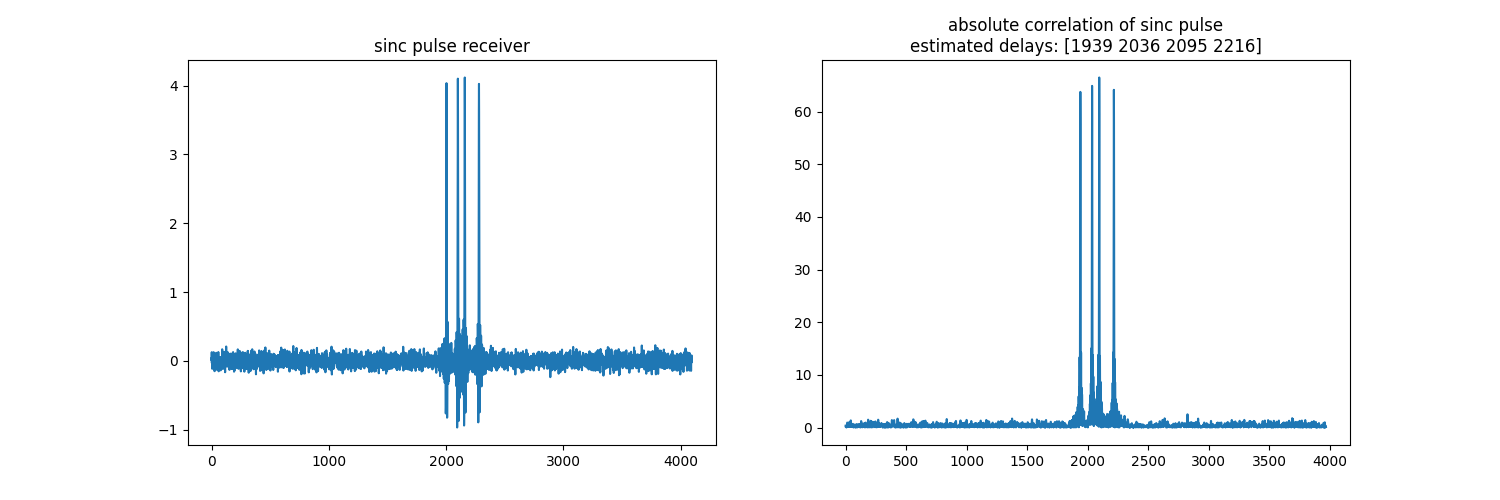 sinc pulse receiver
4
3
2
1
0
−1
0 1000 2000 3000 4000
absolute correlation of sinc pulse
estimated delays: [1939 2036 2095 2216]
60
50
40
30
20
10
0
0 500 1000 1500 2000 2500 3000 3500 4000